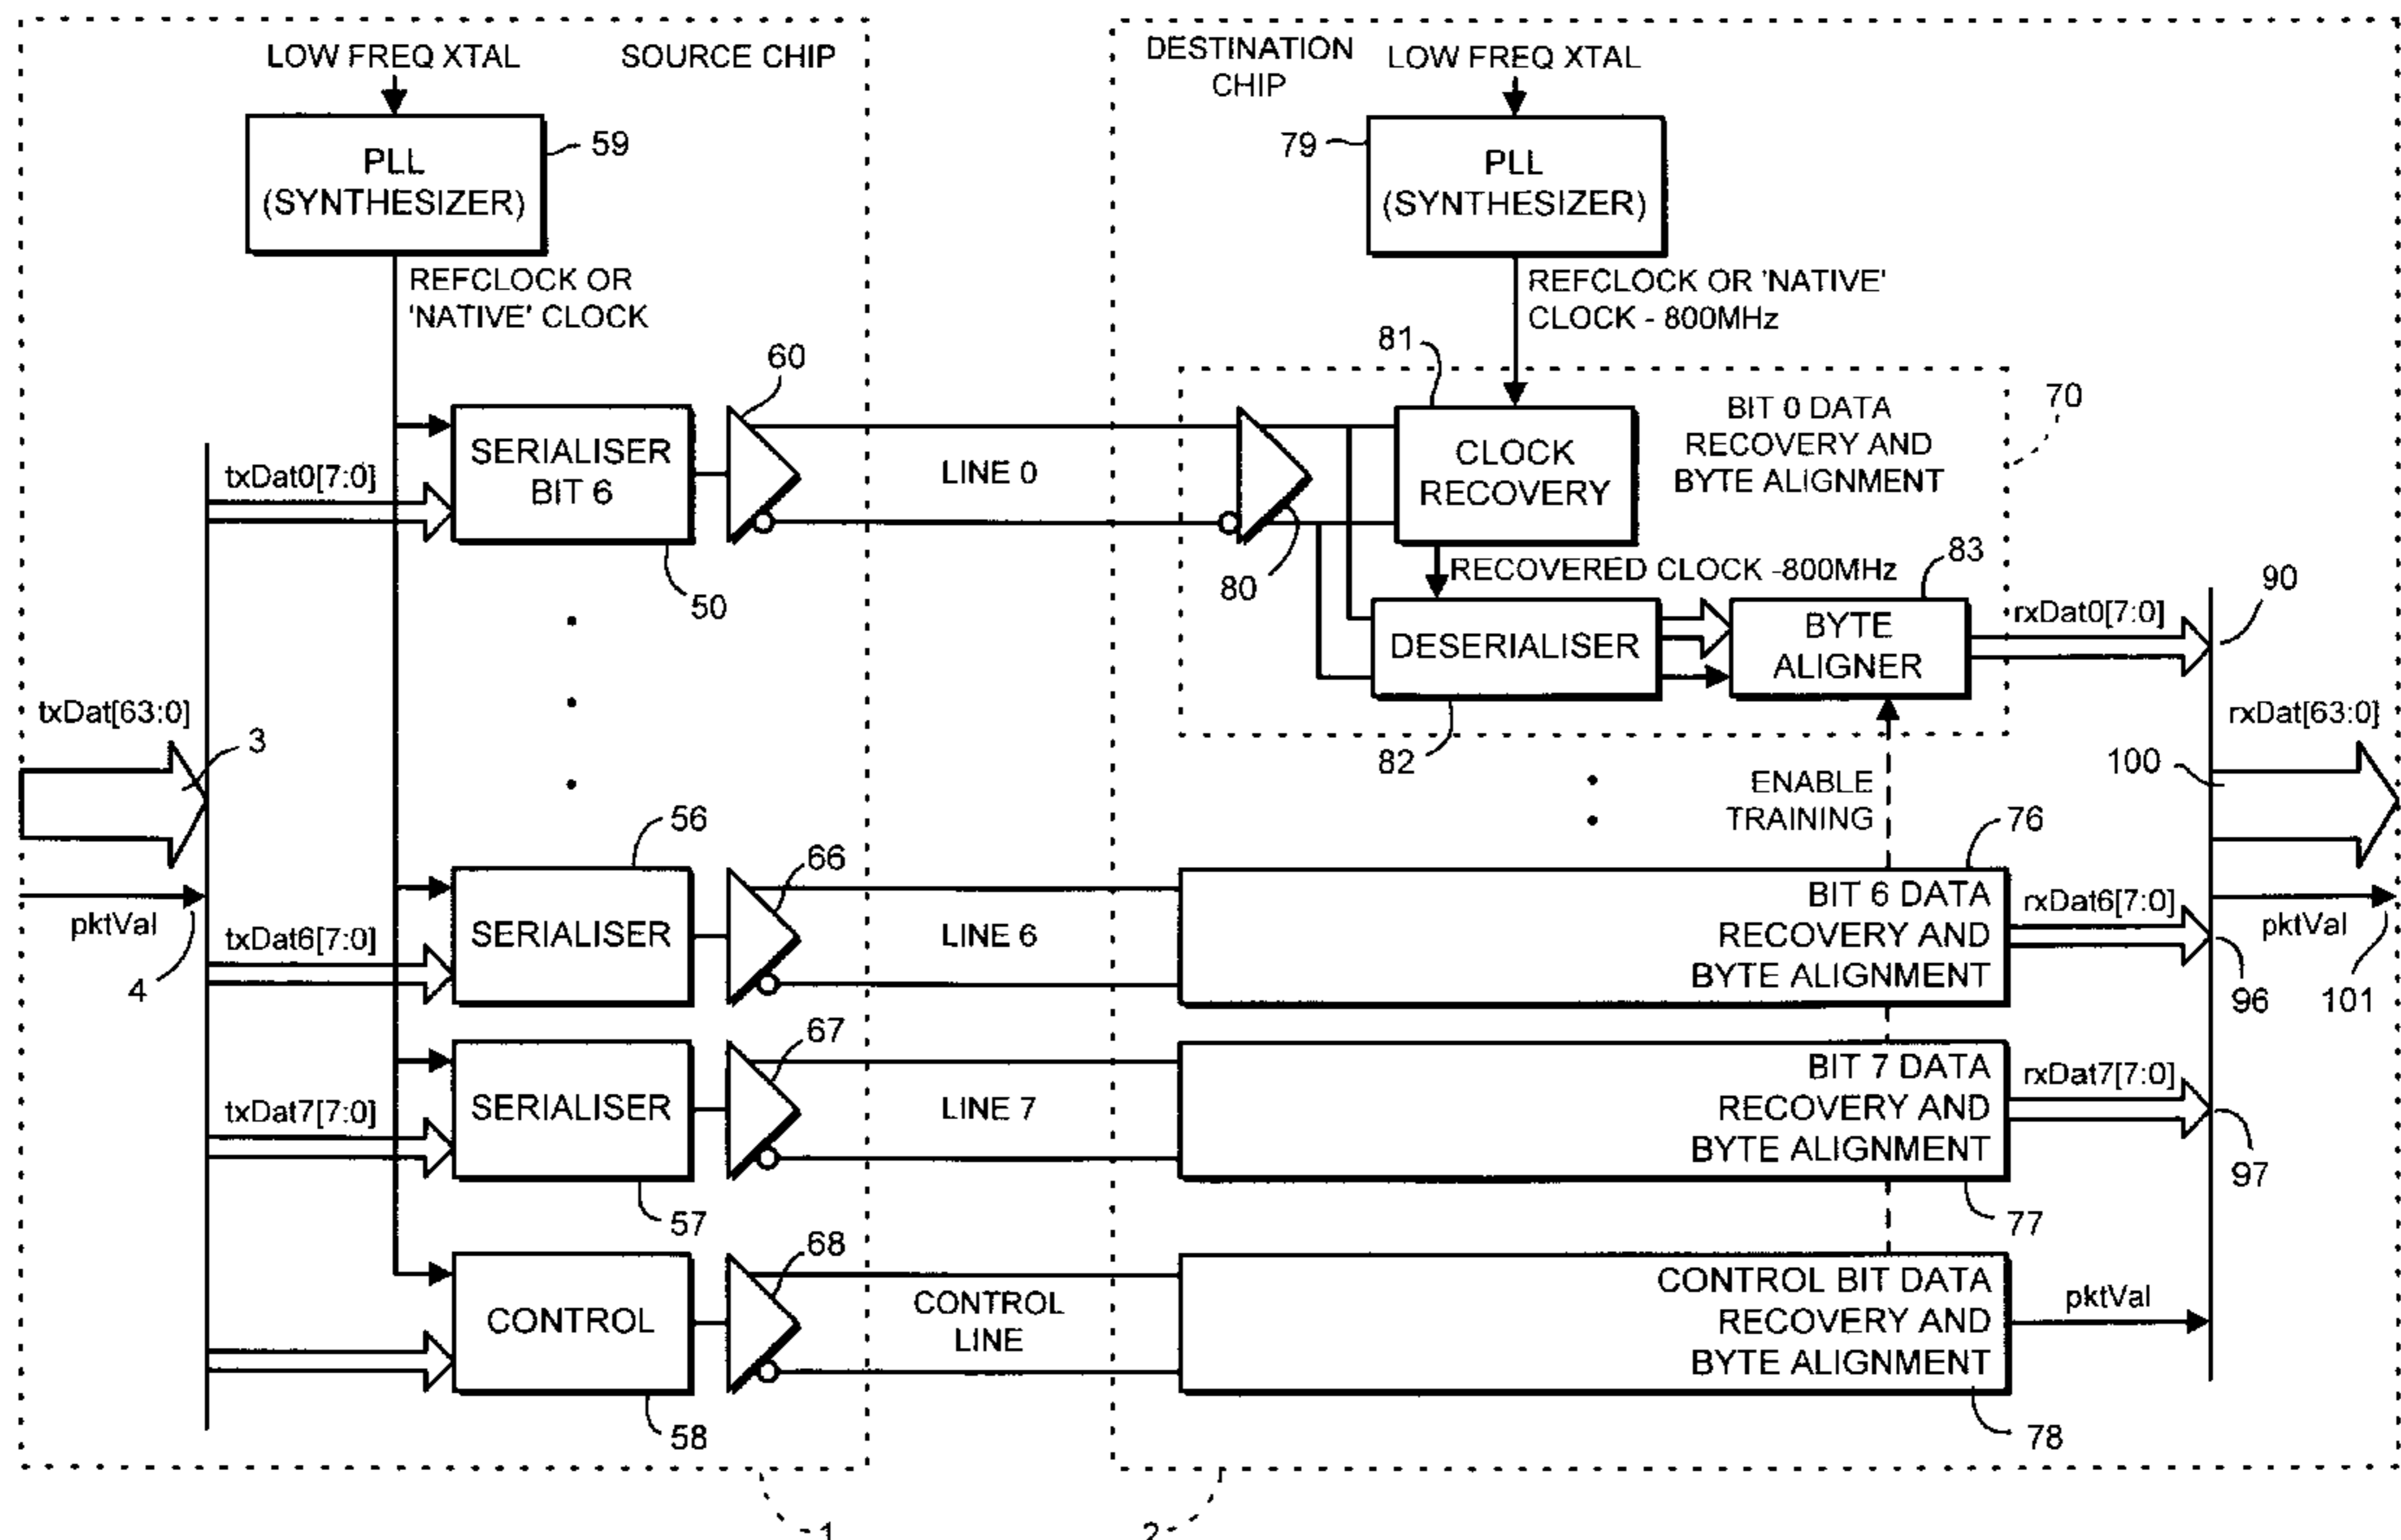 LOW FREQ XTAL
SOURCE CHIP
PLL
(SYNTHESIZER)
59
REFCLOCK OR
'NATIVE' CLOCK
60
txDat0[7:0]
SERIALISER
BIT 6
50
LINE 0
txDat[63:0]
3
pktVal
4
56
66
txDat6[7:0]
SERIALISER
LINE 6
67
txDat7[7:0]
SERIALISER
LINE 7
57
68
CONTROL
CONTROL
LINE
58
1
DESTINATION
CHIP
LOW FREQ XTAL
79
PLL
(SYNTHESIZER)
REFCLOCK OR 'NATIVE'
CLOCK - 800MHz
81
CLOCK
RECOVERY
BIT 0 DATA
RECOVERY AND
BYTE ALIGNMENT
70
80
RECOVERED CLOCK -800MHz
83
DESERIALISER
BYTE
ALIGNER
rxDat0[7:0]
90
82
ENABLE
TRAINING
rxDat[63:0]
100
76
BIT 6 DATA
RECOVERY AND
BYTE ALIGNMENT
rxDat6[7:0]
pktVal
96
101
BIT 7 DATA
RECOVERY AND
BYTE ALIGNMENT
rxDat7[7:0]
97
77
CONTROL BIT DATA
RECOVERY AND
BYTE ALIGNMENT
pktVal
78
2